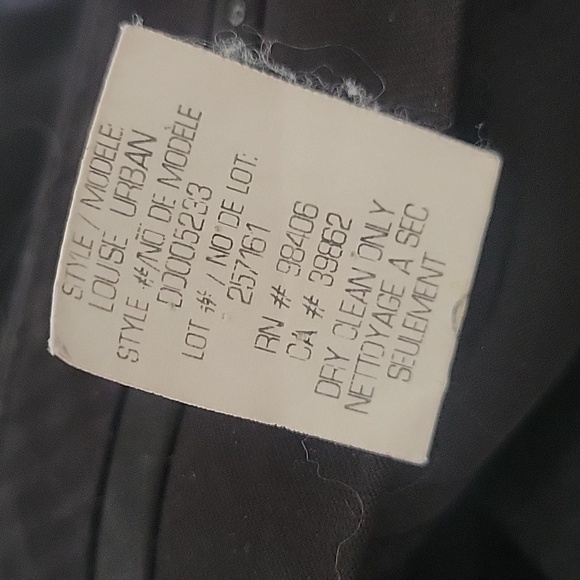 STYLE / MODELE:
LOUISE URBAN
STYLE #/NO DE MODÈLE
D0005233
LOT # / NO DE LOT:
257161
RN # 98406
CA # 39862
DRY CLEAN ONLY
NETTOYAGE A SEC
SEULEMENT